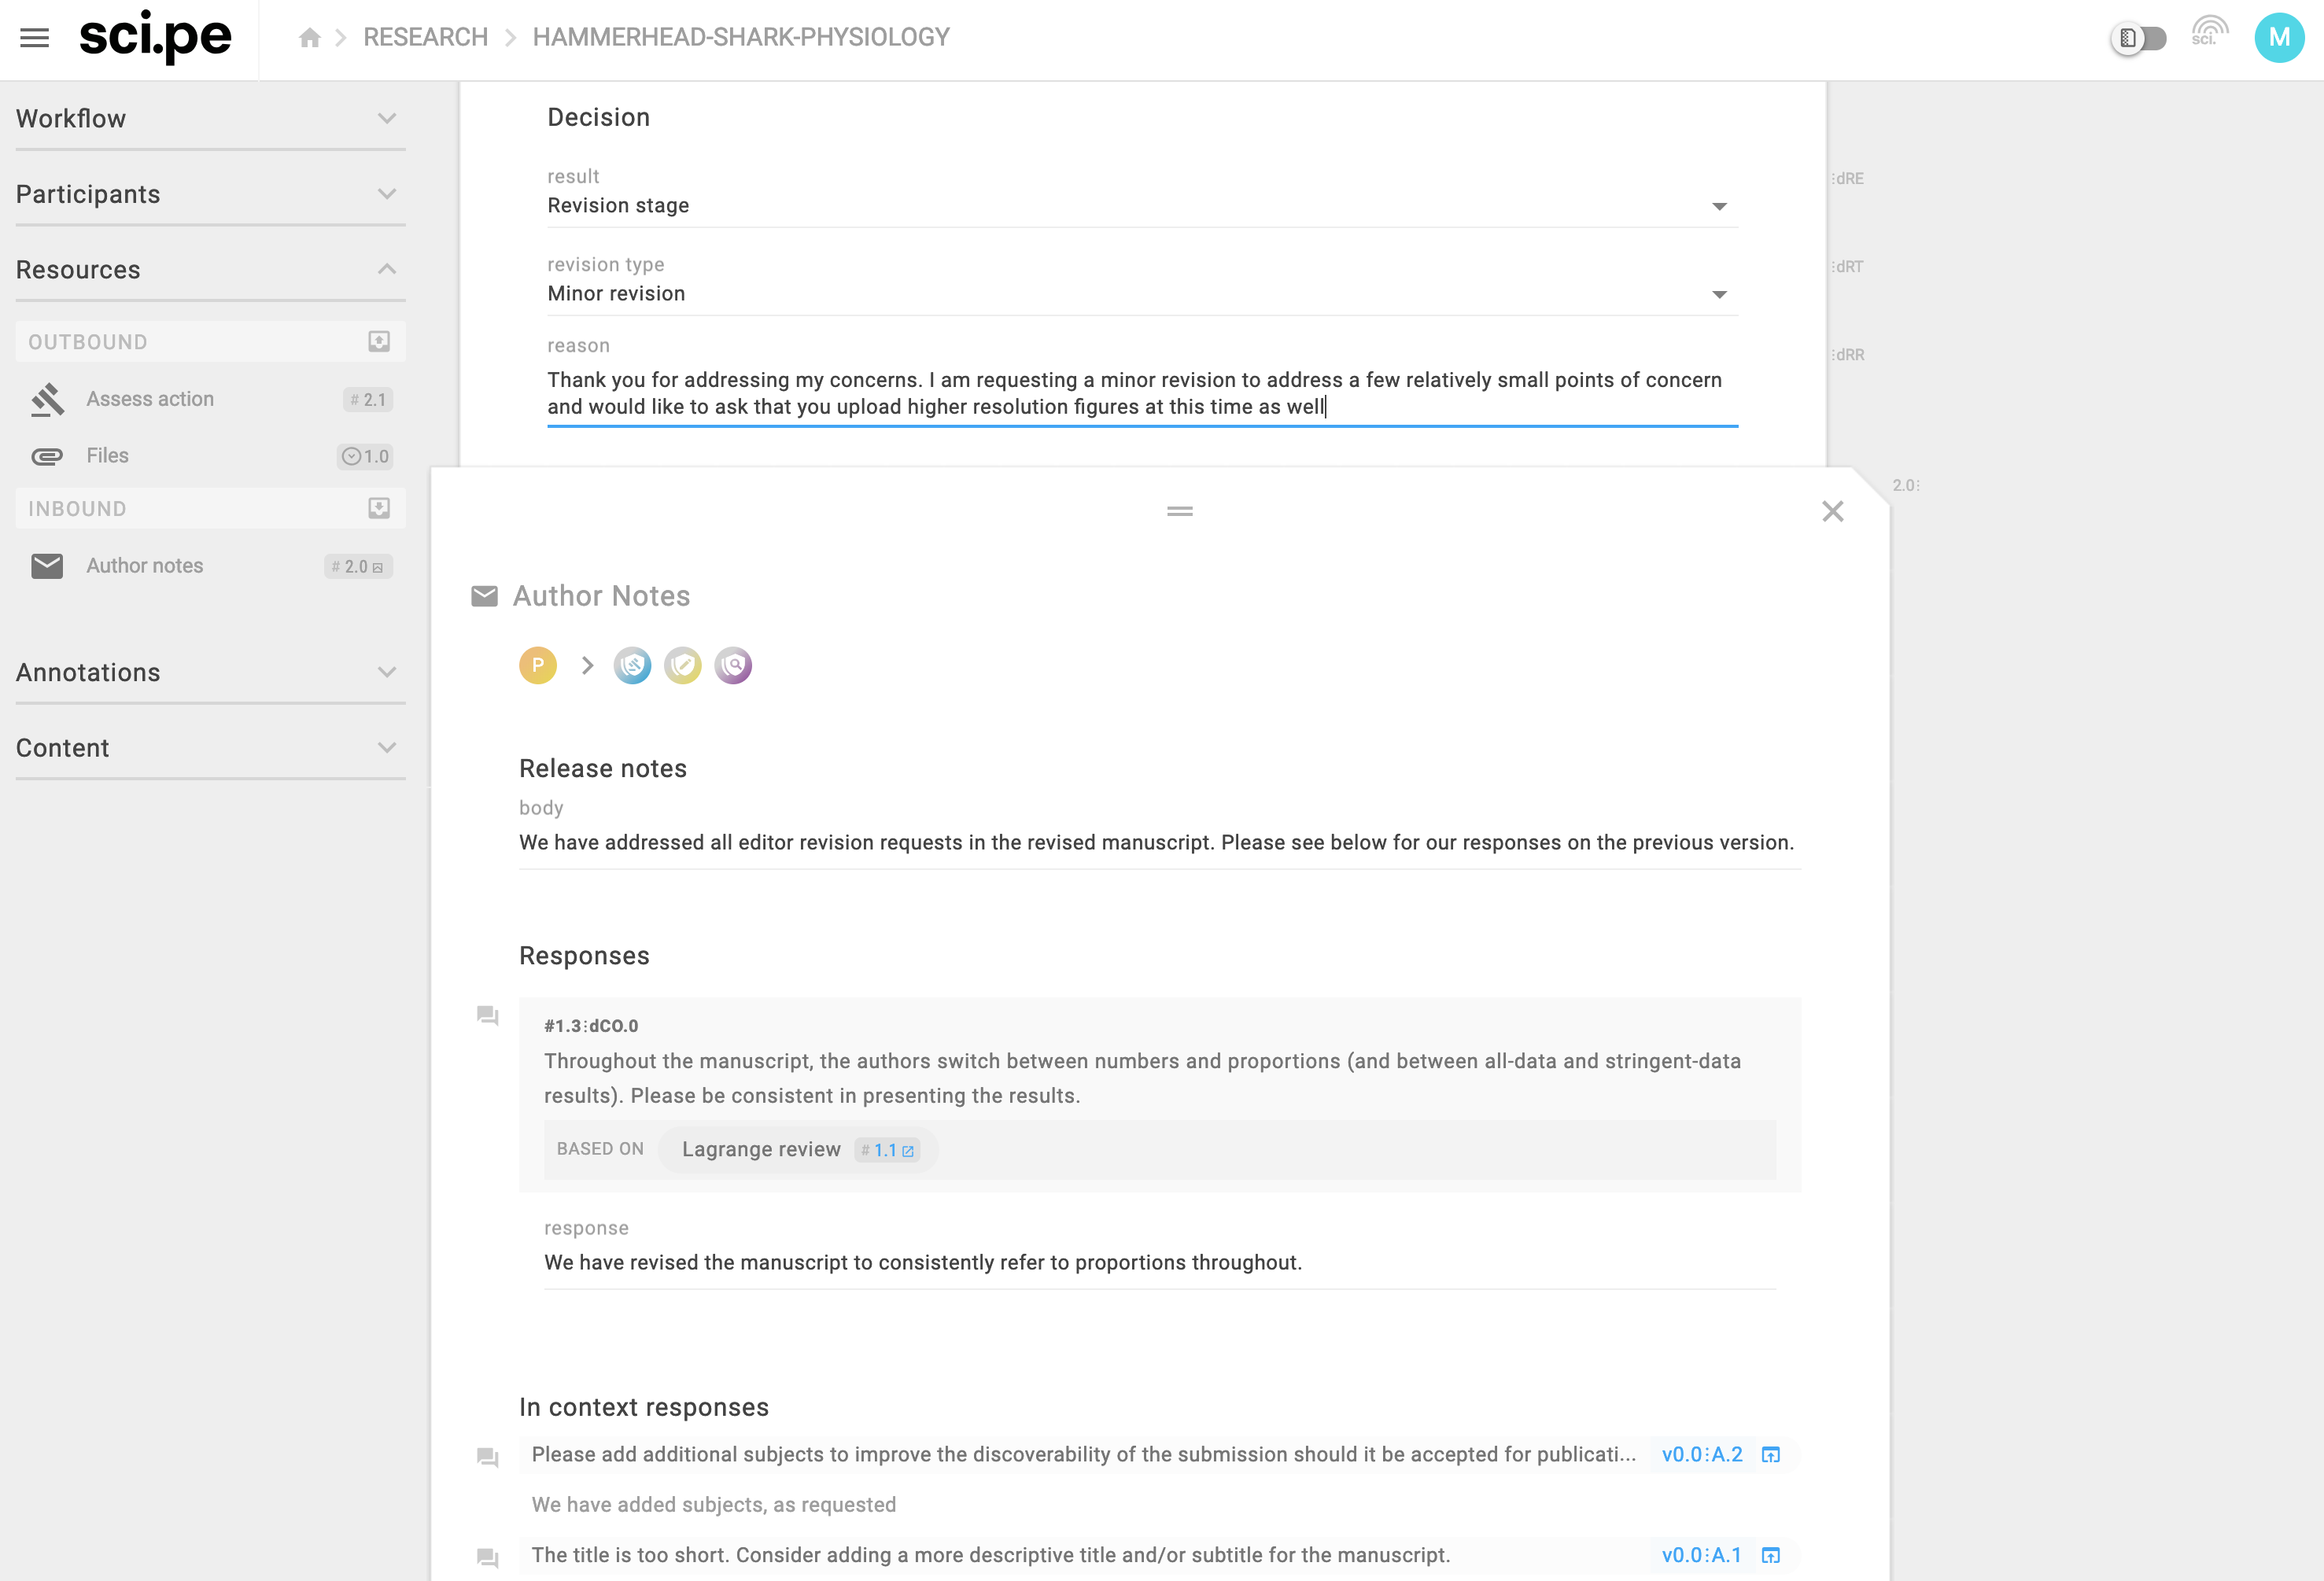 sci.pe
RESEARCH
HAMMERHEAD-SHARK-PHYSIOLOGY
sci.
M
Workflow
Participants
Resources
OUTBOUND
Assess action
# 2.1
Files
1.0
INBOUND
Author notes
# 2.0
Annotations
Content
Decision
result
Revision stage
⁝dRE
revision type
Minor revision
⁝dRT
reason
⁝dRR
Thank you for addressing my concerns. I am requesting a minor revision to address a few relatively small points of concern
and would like to ask that you upload higher resolution figures at this time as well
2.0⁝
Author Notes
P
Release notes
body
We have addressed all editor revision requests in the revised manuscript. Please see below for our responses on the previous version.
Responses
#1.3⁝dCO.0
Throughout the manuscript, the authors switch between numbers and proportions (and between all-data and stringent-data
results). Please be consistent in presenting the results.
BASED ON
Lagrange review
# 1.1
response
We have revised the manuscript to consistently refer to proportions throughout.
In context responses
Please add additional subjects to improve the discoverability of the submission should it be accepted for publicati...
v0.0⁝A.2
We have added subjects, as requested
The title is too short. Consider adding a more descriptive title and/or subtitle for the manuscript.
v0.0⁝A.1